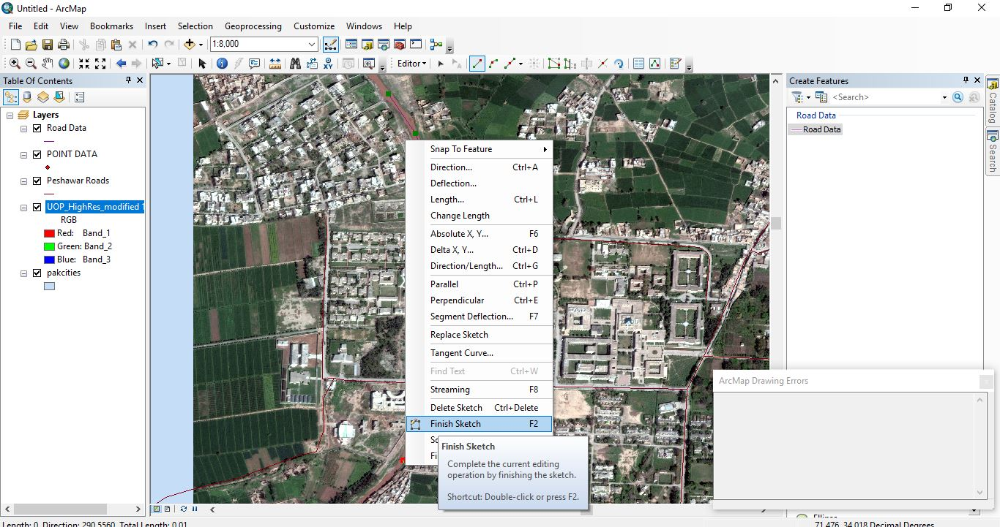 Untitled - ArcMap
File Edit View Bookmarks Insert Selection Geoprocessing Customize Windows Help
1:8,000
Editor
Table Of Contents
Layers
Road Data
POINT DATA
Peshawar Roads
UOP_HighRes_modified 1
RGB
Red: Band_1
Green: Band_2
Blue: Band_3
pakcities
Snap To Feature
Direction... Ctrl+A
Deflection...
Length... Ctrl+L
Change Length
Absolute X, Y... F6
Delta X, Y... Ctrl+D
Direction/Length... Ctrl+G
Parallel Ctrl+P
Perpendicular Ctrl+E
Segment Deflection... F7
Replace Sketch
Tangent Curve...
Find Text Ctrl+W
Streaming F8
Delete Sketch Ctrl+Delete
Finish Sketch F2
Finish Sketch
Complete the current editing
operation by finishing the sketch.
Shortcut: Double-click or press F2.
Create Features
<Search>
Road Data
Road Data
Catalog
Search
ArcMap Drawing Errors
Ellipse
Length: 0, Direction: 290.5560, Total Length: 0.01
71.476 34.018 Decimal Degrees